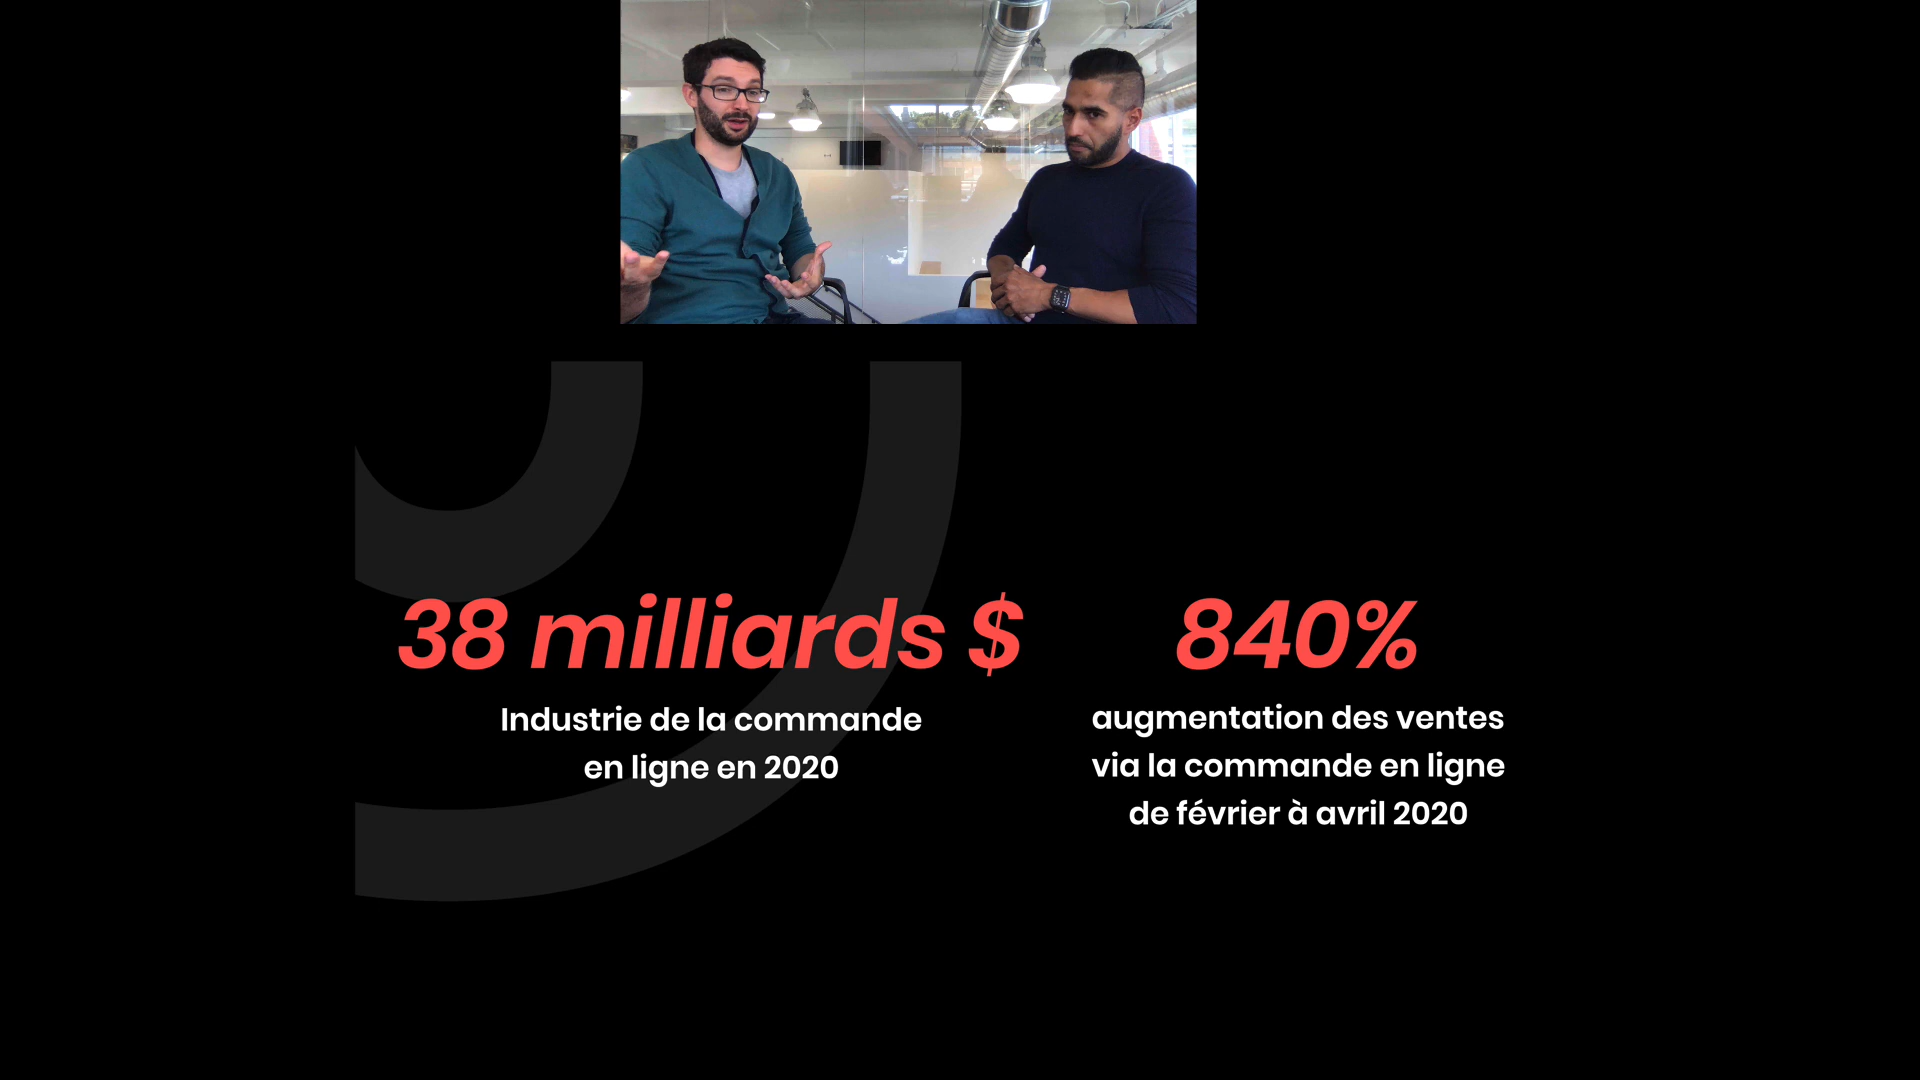 38 milliards $
Industrie de la commande
en ligne en 2020
840%
augmentation des ventes
via la commande en ligne
de février à avril 2020